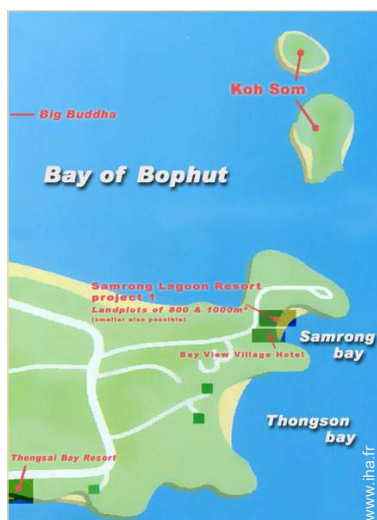 Koh Som
Big Buddha
Bay of Bophut
Samrong Lagoon Resort
project 1
Landplots of 800 & 1000m²
(smaller also possible)
Samrong
bay
Bay View Village Hotel
Thongson
bay
Thongsai Bay Resort
www.iha.fr